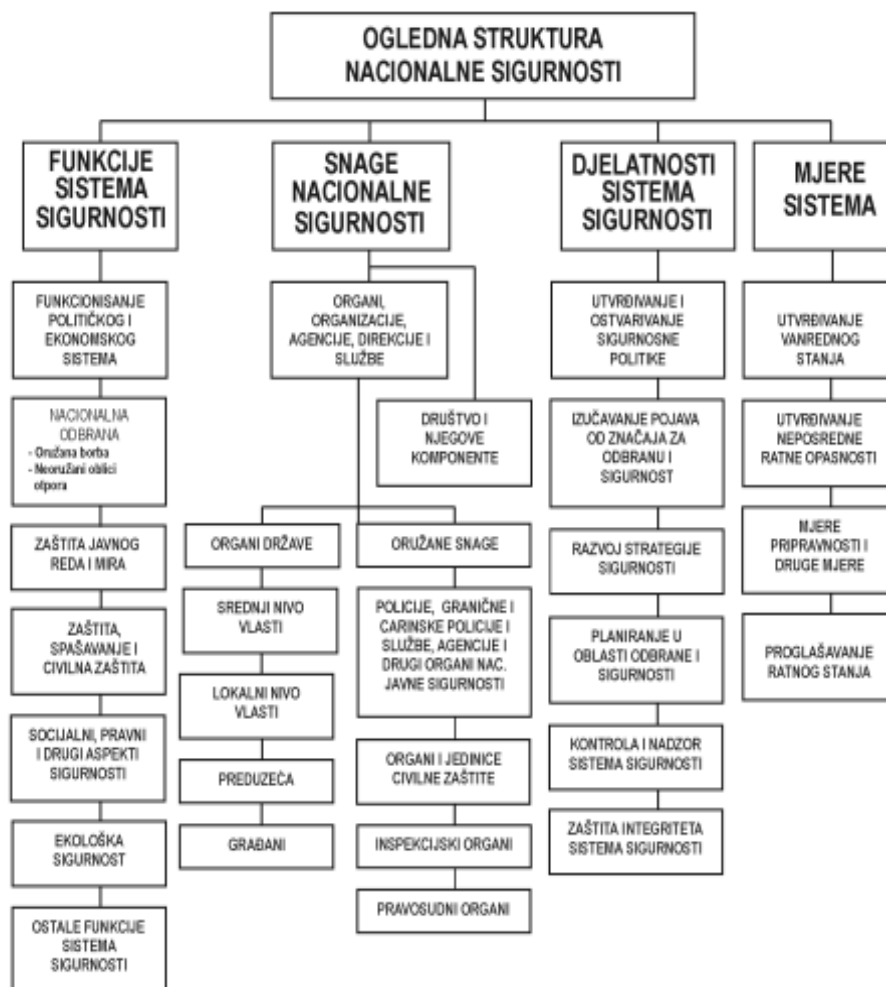 OGLEDNA STRUKTURA
NACIONALNE SIGURNOSTI
FUNKCIJE
SISTEMA
SIGURNOSTI
FUNKCIONISANJE
POLITIČKOG I
EKONOMSKOG
SISTEMA
NACIONALNA
ODBRANA
- Oružana borba
- Neoružani oblici
otpora
ZAŠTITA JAVNOG
REDA I MIRA
ZAŠTITA,
SPAŠAVANJE I
CIVILNA ZAŠTITA
SOCIJALNI, PRAVNI
I DRUGI ASPEKTI
SIGURNOSTI
EKOLOŠKA
SIGURNOST
OSTALE FUNKCIJE
SISTEMA
SIGURNOSTI
SNAGE
NACIONALNE
SIGURNOSTI
ORGANI,
ORGANIZACIJE,
AGENCIJE, DIREKCIJE I
SLUŽBE
DRUŠTVO I
NJEGOVE
KOMPONENTE
ORGANI DRŽAVE
SREDNJI NIVO
VLASTI
LOKALNI NIVO
VLASTI
PREDUZEĆA
GRAĐANI
ORUŽANE SNAGE
POLICIJE, GRANIČNE I
CARINSKE POLICIJE I
SLUŽBE, AGENCIJE I
DRUGI ORGANI NAC.
JAVNE SIGURNOSTI
ORGANI I JEDINICE
CIVILNE ZAŠTITE
INSPEKCIJSKI ORGANI
PRAVOSUDNI ORGANI
DJELATNOSTI
SISTEMA
SIGURNOSTI
UTVRĐIVANJE I
OSTVARIVANJE
SIGURNOSNE
POLITIKE
IZUČAVANJE POJAVA
OD ZNAČAJA ZA
ODBRANU I
SIGURNOST
RAZVOJ STRATEGIJE
SIGURNOSTI
PLANIRANJE U
OBLASTI ODBRANE I
SIGURNOSTI
KONTROLA I NADZOR
SISTEMA SIGURNOSTI
ZAŠTITA INTEGRITETA
SISTEMA SIGURNOSTI
MJERE
SISTEMA
UTVRĐIVANJE
VANREDNOG
STANJA
UTVRĐIVANJE
NEPOSREDNE
RATNE OPASNOSTI
MJERE
PRIPRAVNOSTI I
DRUGE MJERE
PROGLAŠAVANJE
RATNOG STANJA